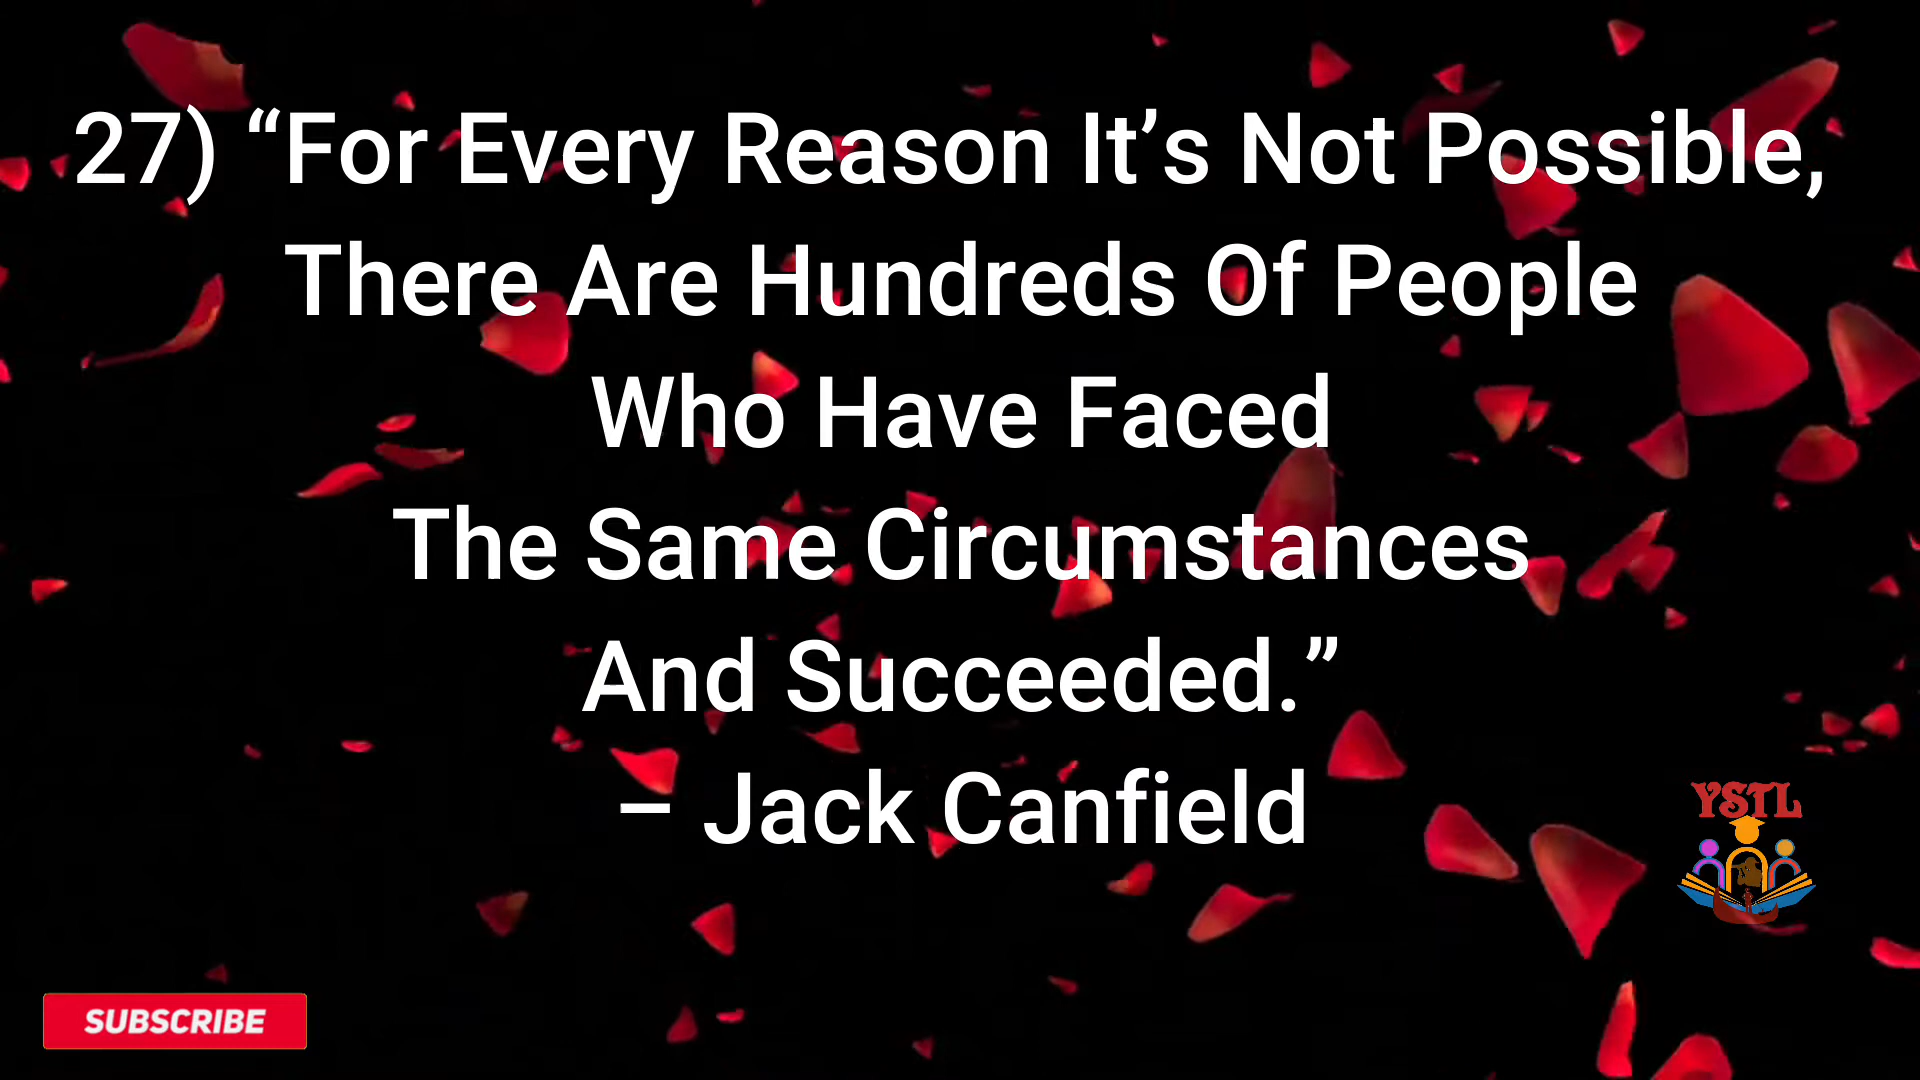 27) “For Every Reason It’s Not Possible,
There Are Hundreds Of People
Who Have Faced
The Same Circumstances
And Succeeded.”
– Jack Canfield
YSTL
SUBSCRIBE